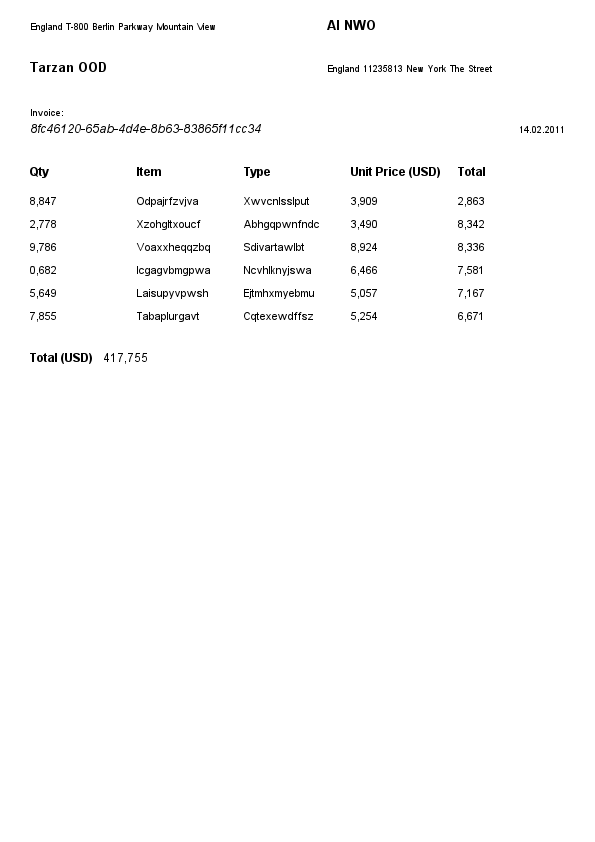 England T-800 Berlin Parkway Mountain View
AI NWO
Tarzan OOD
England 11235813 New York The Street
Invoice:
8fc46120-65ab-4d4e-8b63-83865f11cc34
14.02.2011
Qty Item Type Unit Price (USD) Total
8,847 Odpajrfzvjva Xwvcnlsslput 3,909 2,863
2,778 Xzohgltxoucf Abhgqpwnfndc 3,490 8,342
9,786 Voaxxheqqzbq Sdivartawlbt 8,924 8,336
0,682 Icgagvbmgpwa Ncvhlknyjswa 6,466 7,581
5,649 Laisupyvpwsh Ejtmhxmyebmu 5,057 7,167
7,855 Tabaplurgavt Cqtexewdffsz 5,254 6,671
Total (USD) 417,755